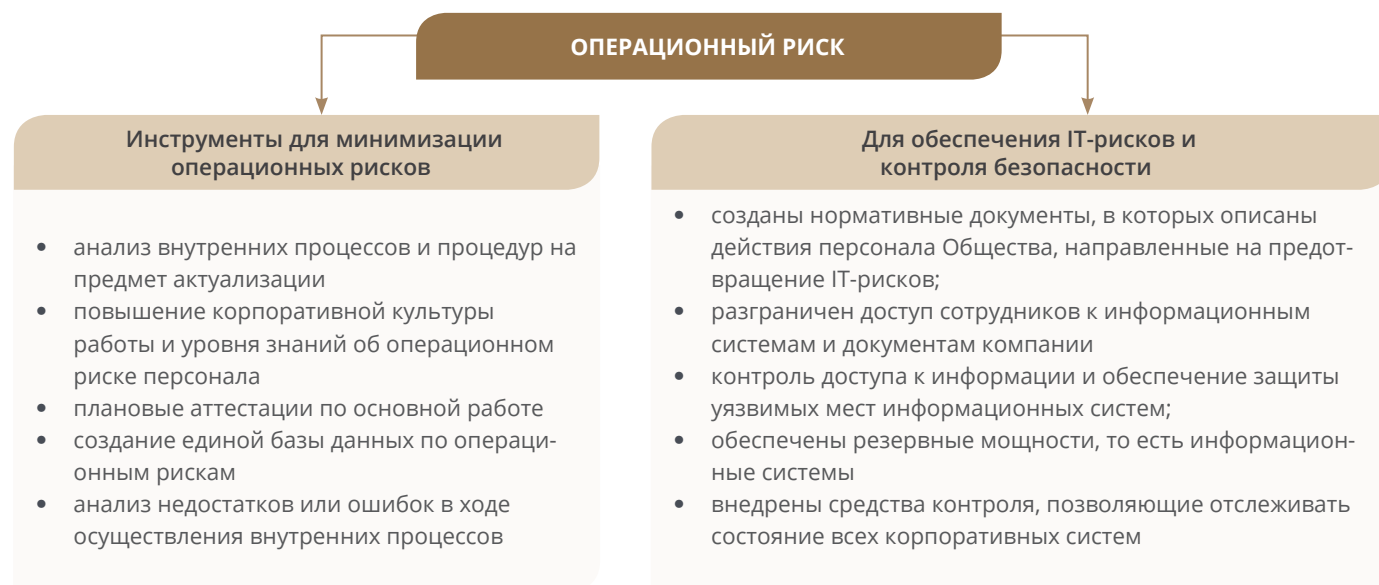 ОПЕРАЦИОННЫЙ РИСК
Инструменты для минимизации
операционных рисков
• анализ внутренних процессов и процедур на
предмет актуализации
• повышение корпоративной культуры
работы и уровня знаний об операционном
риске персонала
• плановые аттестации по основной работе
• создание единой базы данных по операци-
онным рискам
• анализ недостатков или ошибок в ходе
осуществления внутренних процессов
Для обеспечения IT-рисков и
контроля безопасности
• созданы нормативные документы, в которых описаны
действия персонала Общества, направленные на предот-
вращение IT-рисков;
• разграничен доступ сотрудников к информационным
системам и документам компании
• контроль доступа к информации и обеспечение защиты
уязвимых мест информационных систем;
• обеспечены резервные мощности, то есть информацион-
ные системы
• внедрены средства контроля, позволяющие отслеживать
состояние всех корпоративных систем